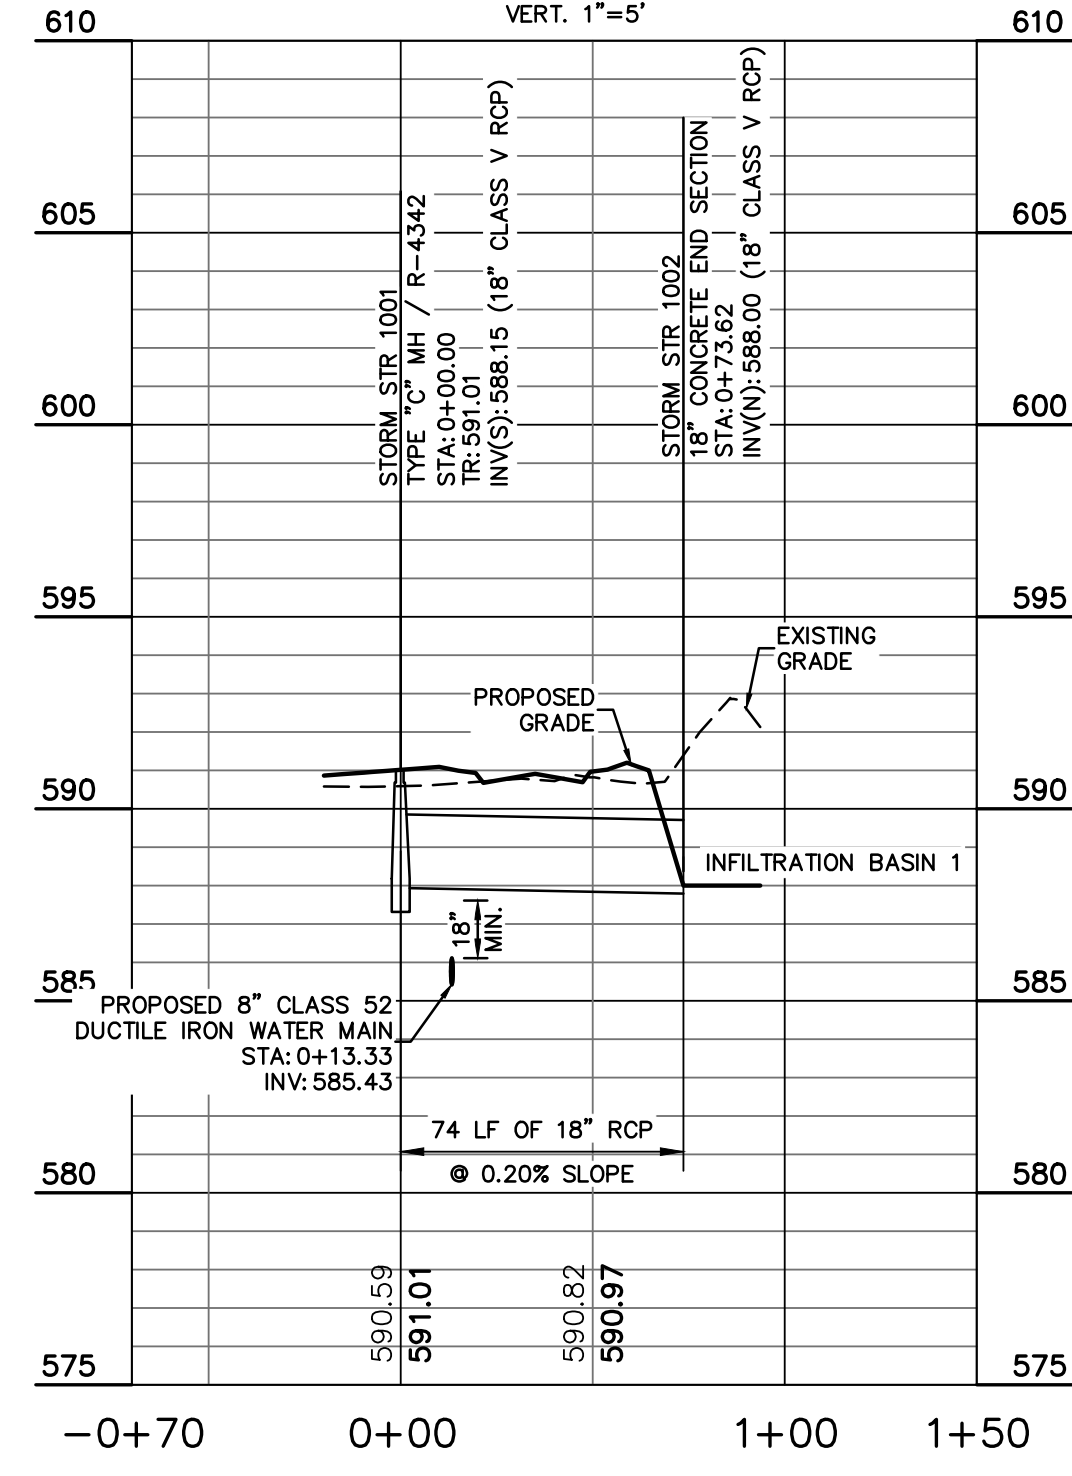 VERT. 1"=5'
610
610
605
605
600
600
595
595
590
590
585
585
580
580
575
575
STORM STR 1001
TYPE "C" MH / R-4342
STA: 0+00.00
TR: 591.01
INV(S): 588.15 (18" CLASS V RCP)
STORM STR 1002
18" CONCRETE END SECTION
STA: 0+73.62
INV(N): 588.00 (18" CLASS V RCP)
EXISTING
GRADE
PROPOSED
GRADE
INFILTRATION BASIN 1
18"
MIN.
PROPOSED 8" CLASS 52
DUCTILE IRON WATER MAIN
STA: 0+13.33
INV: 585.43
74 LF OF 18" RCP
@ 0.20% SLOPE
590.59
591.01
590.82
590.97
-0+70
0+00
1+00
1+50